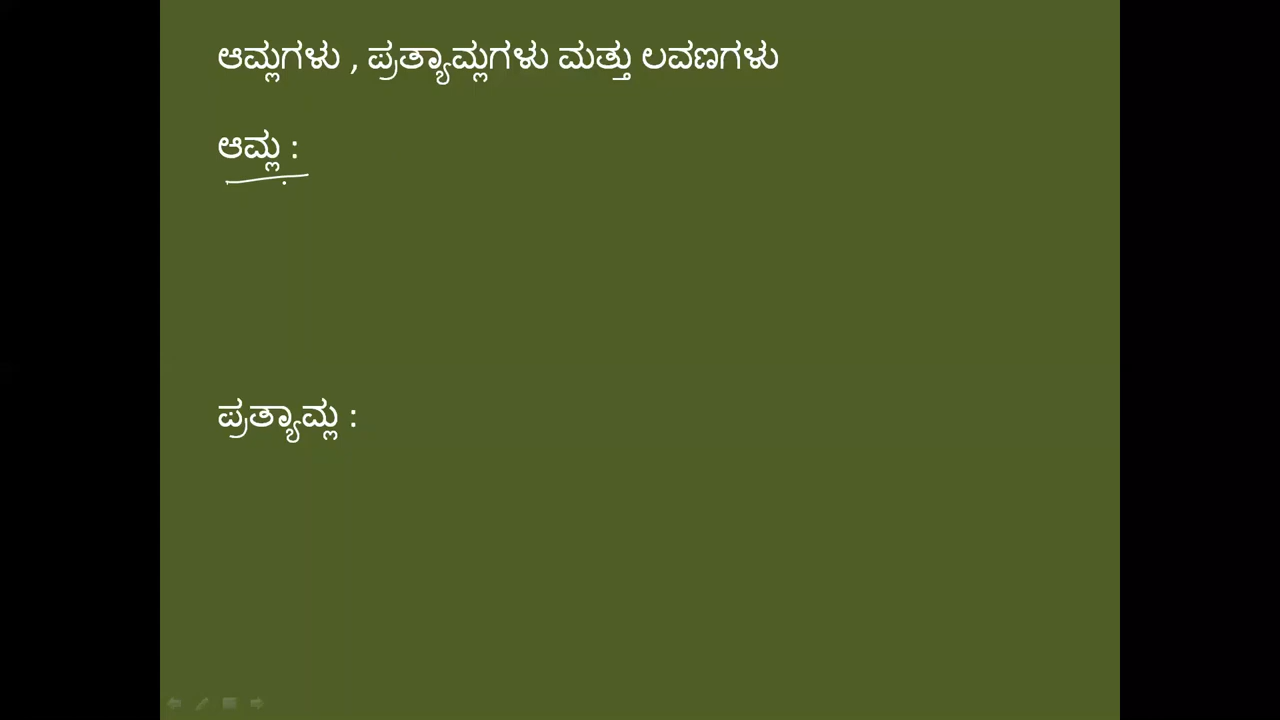 ಆಮ್ಲಗಳು , ಪ್ರತ್ಯಾಮ್ಲಗಳು ಮತ್ತು ಲವಣಗಳು
ಆಮ್ಲ :
ಪ್ರತ್ಯಾಮ್ಲ :